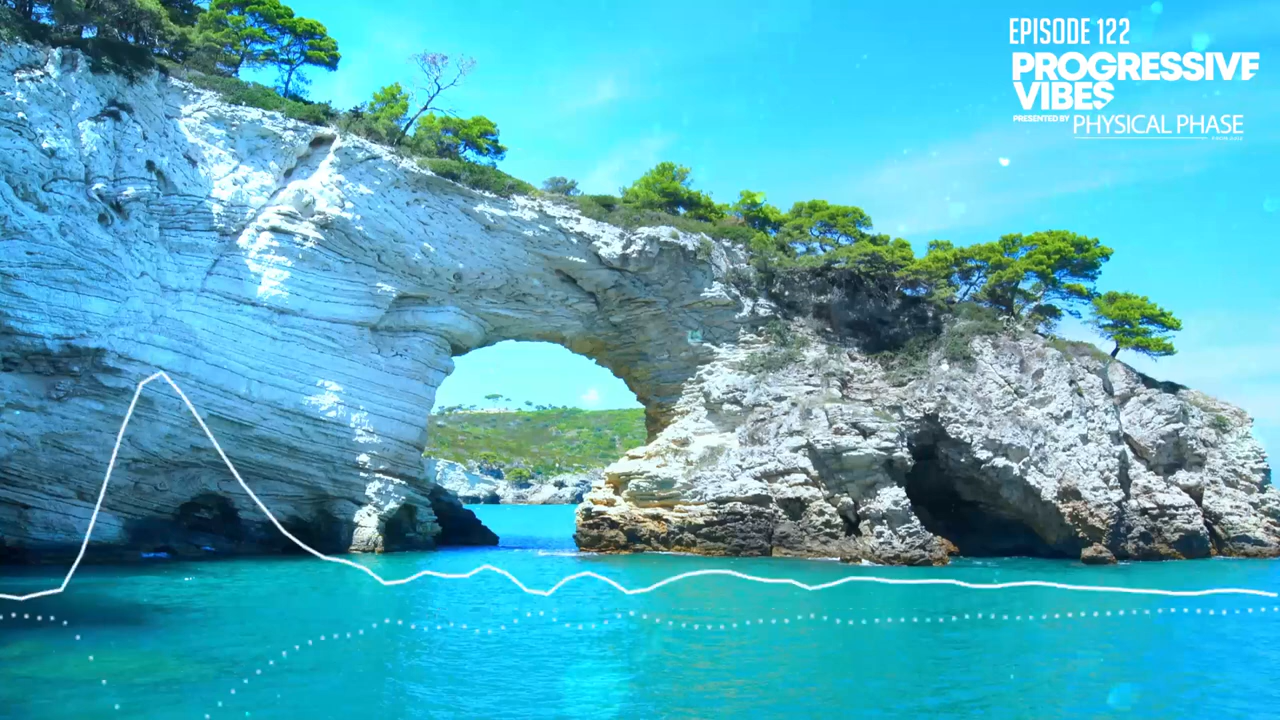 EPISODE 122
PROGRESSIVE
VIBES
PRESENTED BY PHYSICAL PHASE